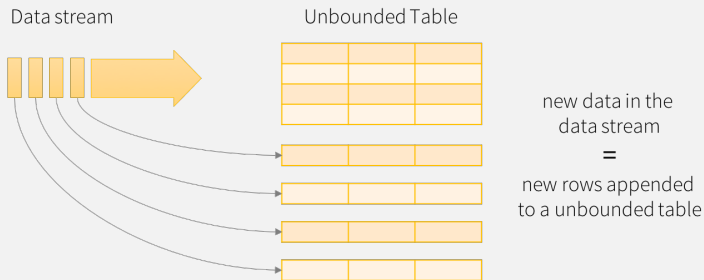 Data stream
Unbounded Table
new data in the
data stream
=
new rows appended
to a unbounded table